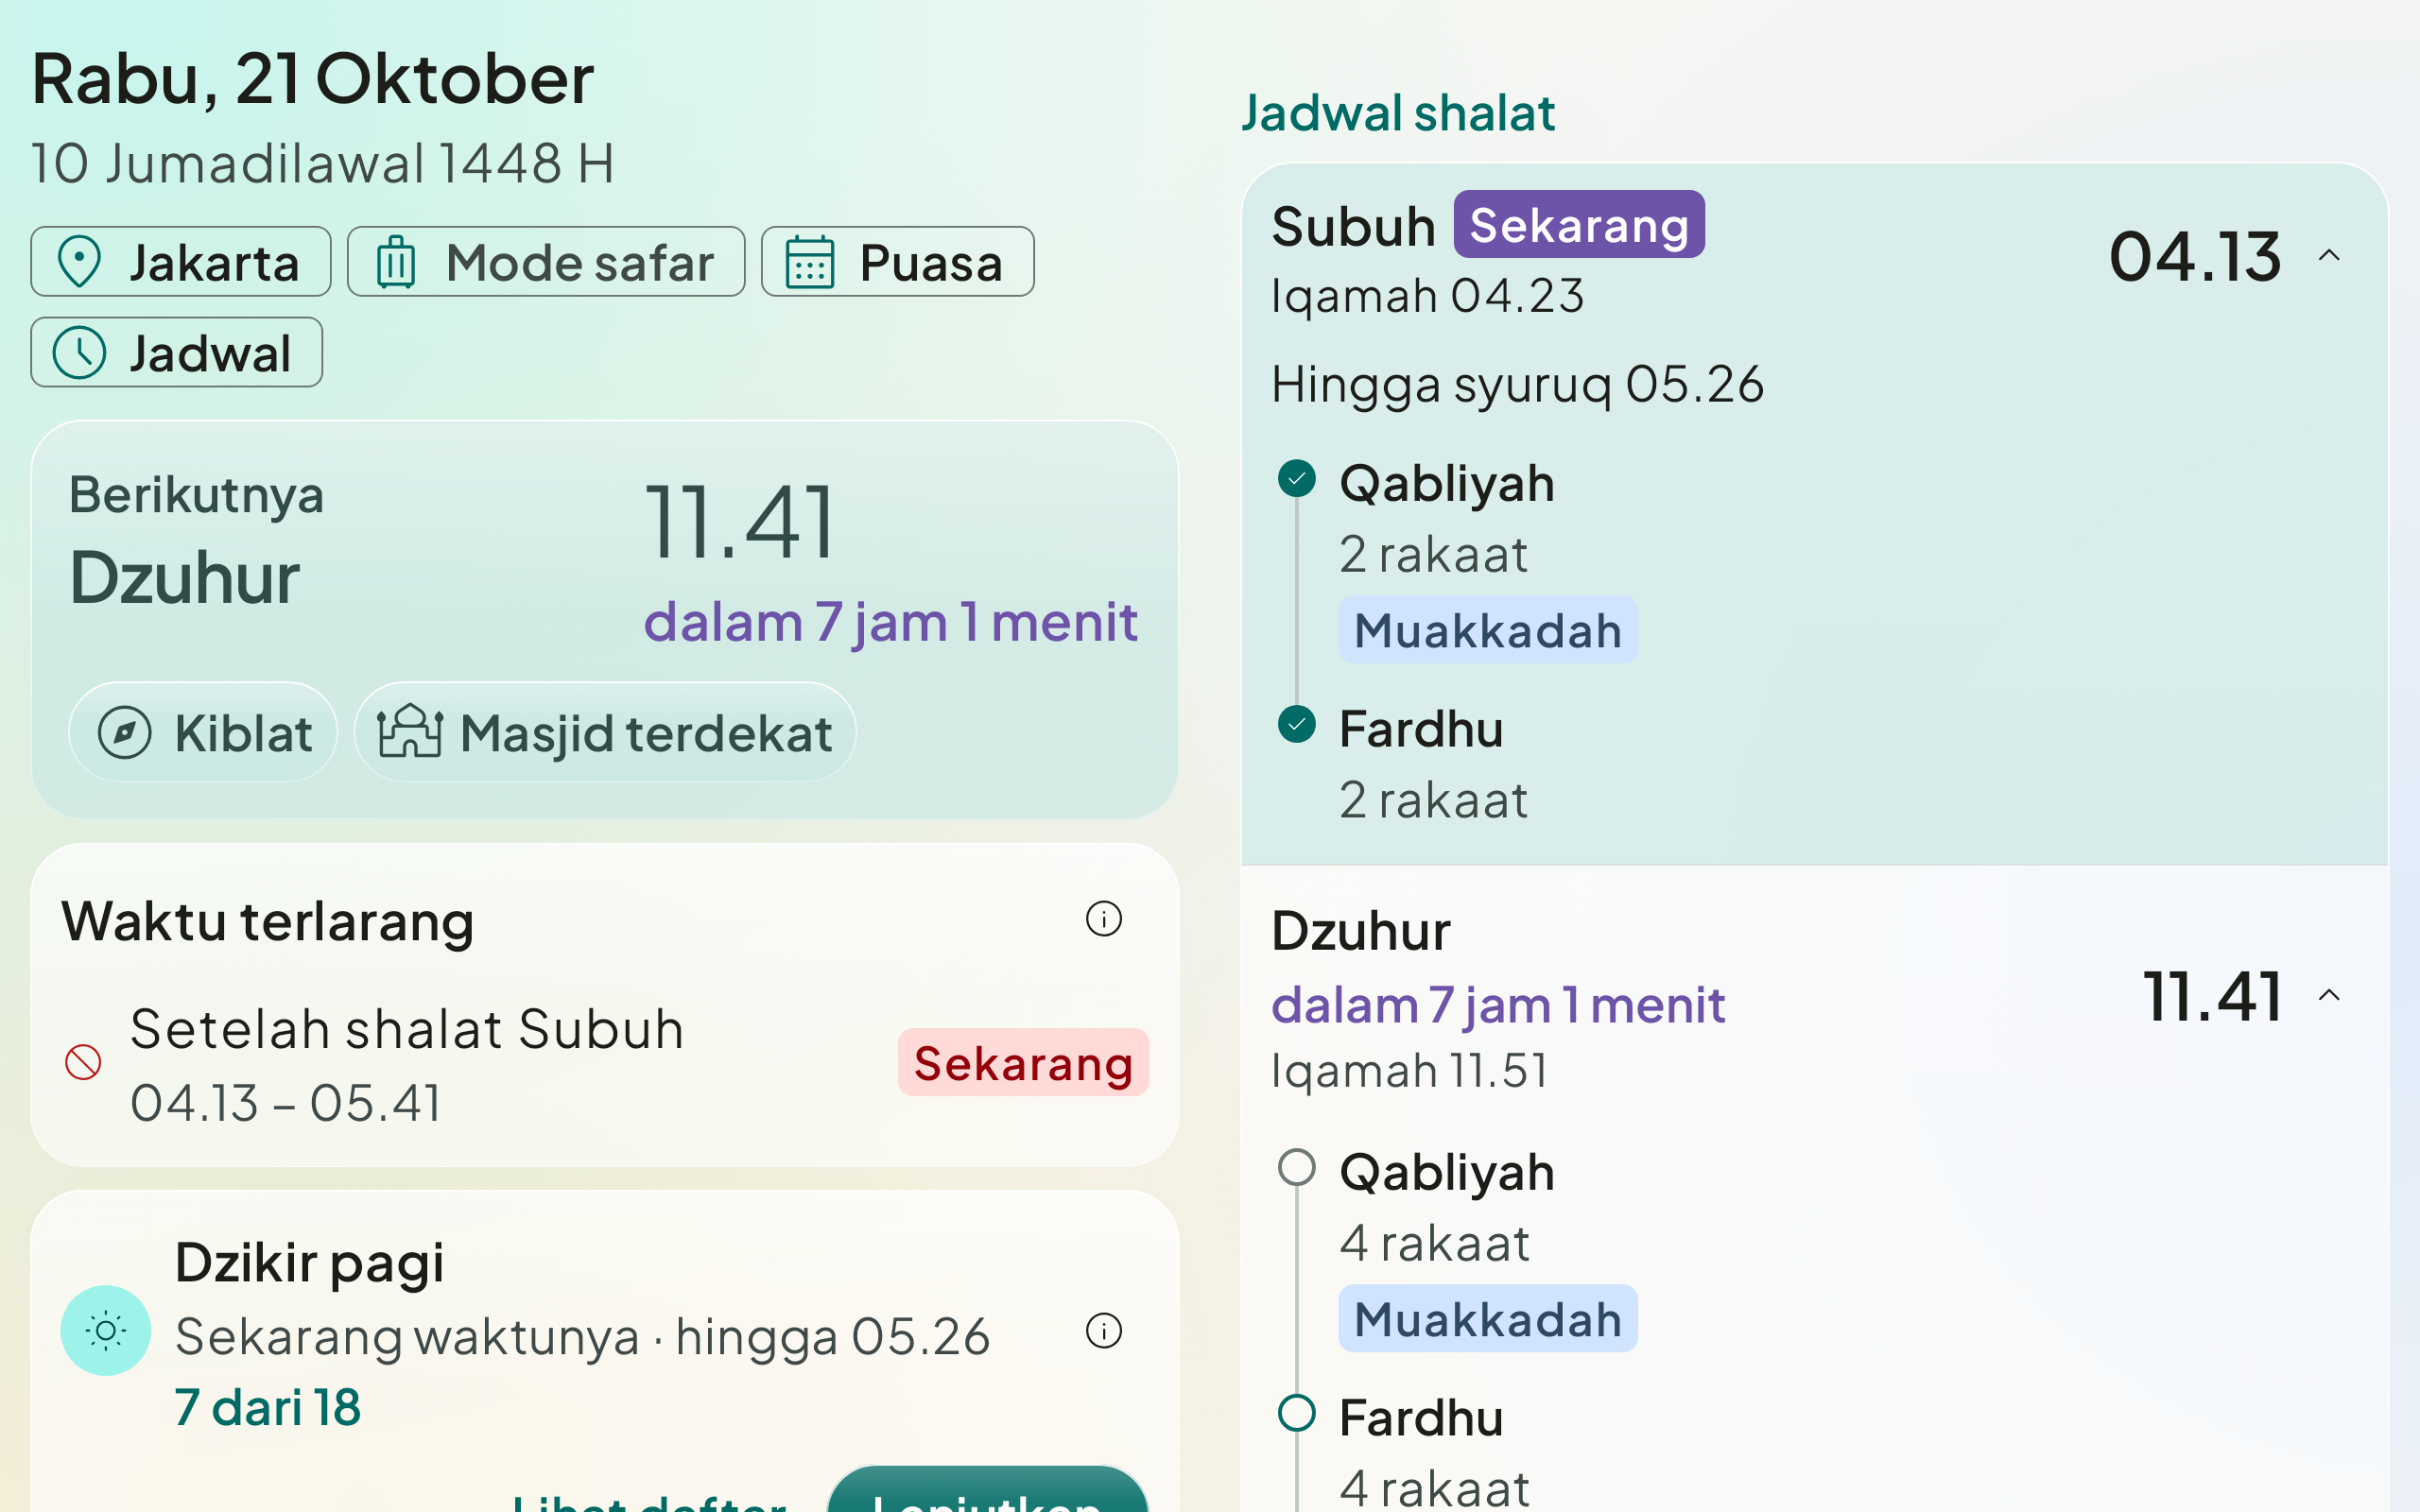 Rabu, 21 Oktober
10 Jumadilawal 1448 H
Jakarta
Mode safar
Puasa
Jadwal
Berikutnya
Dzuhur
11.41
dalam 7 jam 1 menit
Kiblat
Masjid terdekat
Waktu terlarang
Setelah shalat Subuh
04.13 – 05.41
Sekarang
Dzikir pagi
Sekarang waktunya · hingga 05.26
7 dari 18
Lihat daftar
Lanjutkan
Jadwal shalat
Subuh
Sekarang
Iqamah 04.23
04.13
Hingga syuruq 05.26
Qabliyah
2 rakaat
Muakkadah
Fardhu
2 rakaat
Dzuhur
dalam 7 jam 1 menit
Iqamah 11.51
11.41
Qabliyah
4 rakaat
Muakkadah
Fardhu
4 rakaat